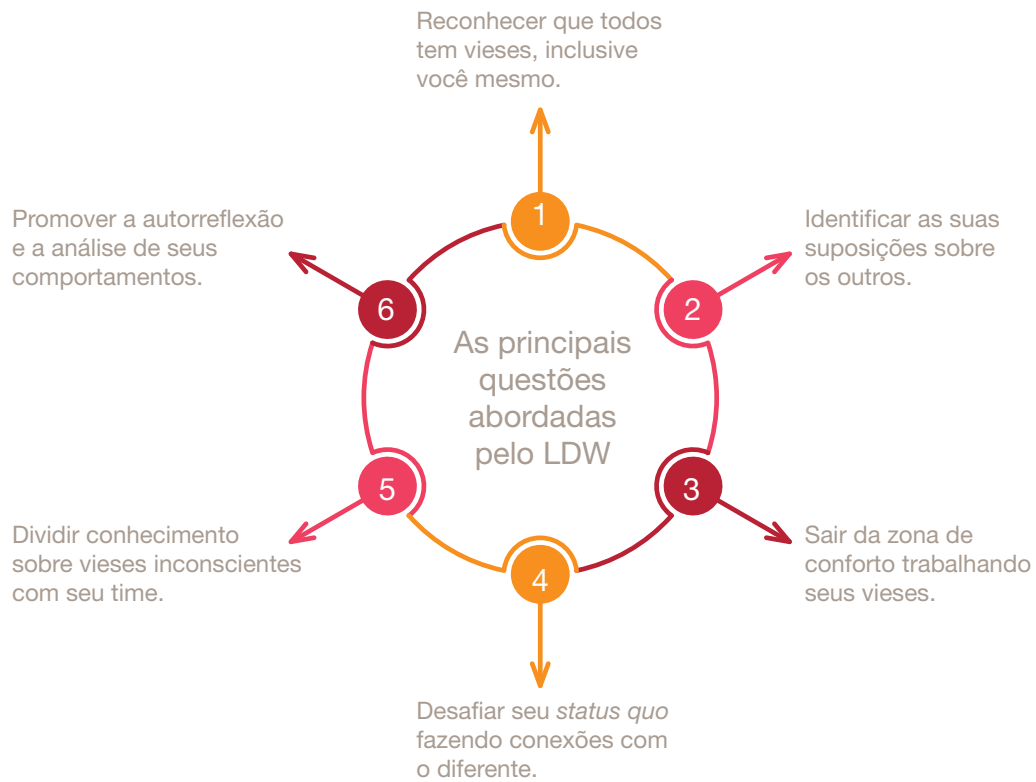 Reconhecer que todos
tem vieses, inclusive
você mesmo.
1
Identificar as suas
suposições sobre
os outros.
2
Sair da zona de
conforto trabalhando
seus vieses.
3
Desafiar seu status quo
fazendo conexões com
o diferente.
4
Dividir conhecimento
sobre vieses inconscientes
com seu time.
5
Promover a autorreflexão
e a análise de seus
comportamentos.
6
As principais
questões
abordadas
pelo LDW